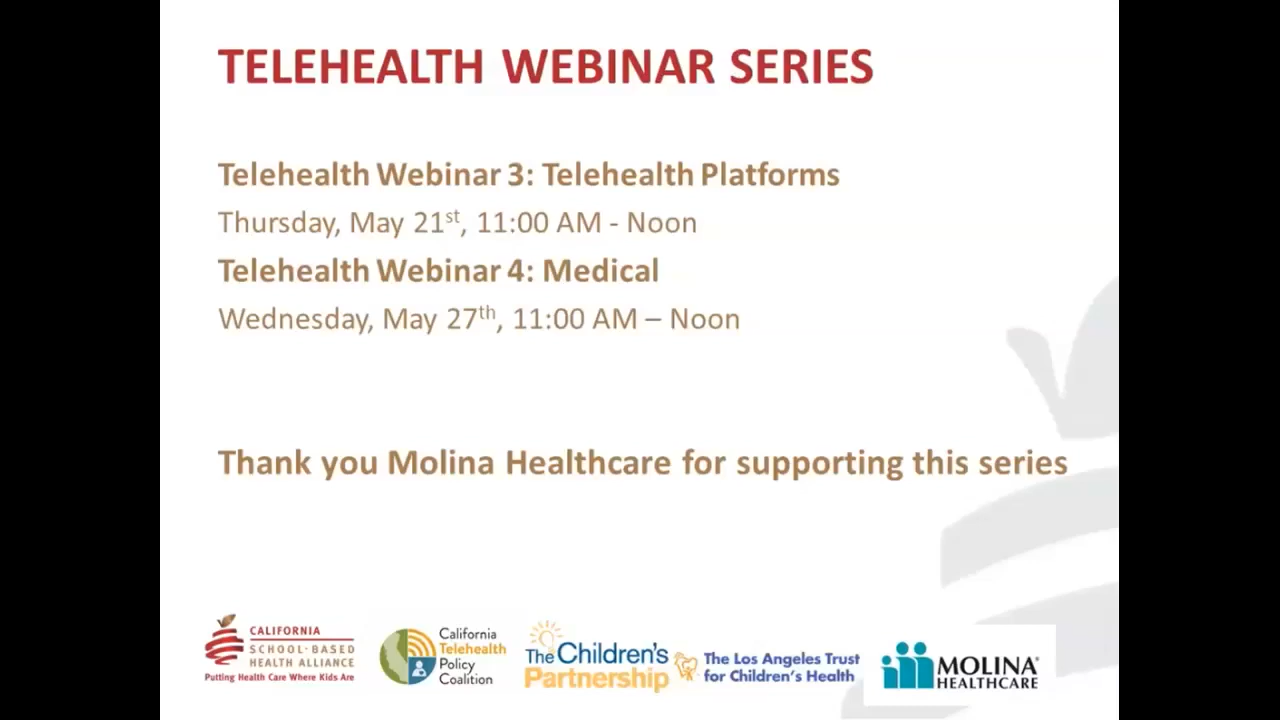 TELEHEALTH WEBINAR SERIES
Telehealth Webinar 3: Telehealth Platforms
Thursday, May 21st, 11:00 AM - Noon
Telehealth Webinar 4: Medical
Wednesday, May 27th, 11:00 AM – Noon
Thank you Molina Healthcare for supporting this series
CALIFORNIA
SCHOOL-BASED
HEALTH ALLIANCE
Putting Health Care Where Kids Are
California
Telehealth
Policy
Coalition
The Children's
Partnership
The Los Angeles Trust
for Children's Health
MOLINA®
HEALTHCARE